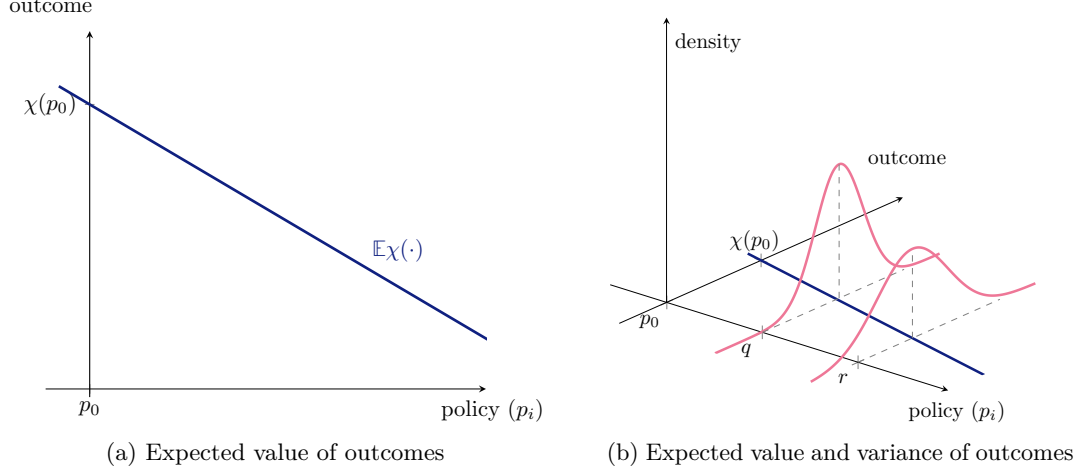 outcome
χ(p₀)
𝔼χ(·)
p₀
policy (pᵢ)
(a) Expected value of outcomes
density
outcome
χ(p₀)
p₀
q
r
policy (pᵢ)
(b) Expected value and variance of outcomes